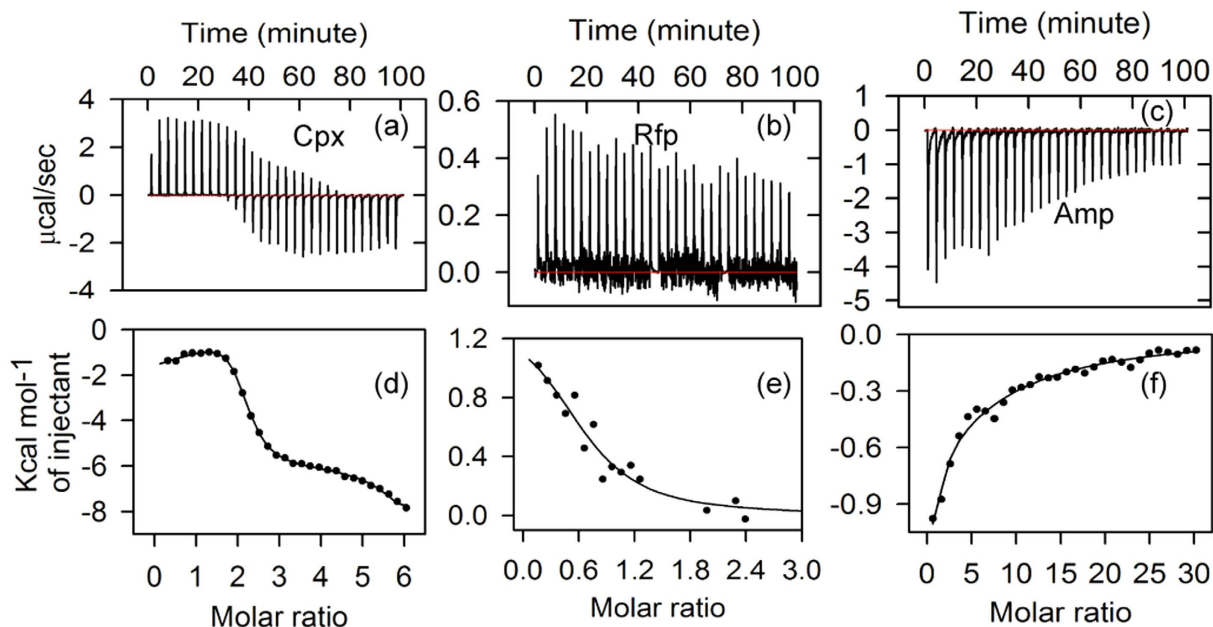 Time (minute) Time (minute) Time (minute)
0 20 40 60 80 100 0 20 40 60 80 100 0 20 40 60 80 100
μcal/sec
4
2
0
-2
-4
Cpx (a)
0.6
0.4
0.2
0.0
Rfp (b)
1
0
-1
-2
-3
-4
-5
(c)
Amp
Kcal mol-1
of injectant
0
-2
-4
-6
-8
(d)
1.2
0.8
0.4
0.0
(e)
0.0
-0.3
-0.6
-0.9
(f)
0 1 2 3 4 5 6 0.0 0.6 1.2 1.8 2.4 3.0 0 5 10 15 20 25 30
Molar ratio Molar ratio Molar ratio